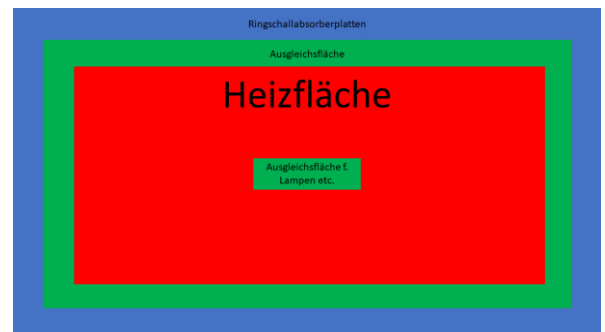 Ringschallabsorberplatten
Ausgleichsfläche
Heizfläche
Ausgleichsfläche f.
Lampen etc.